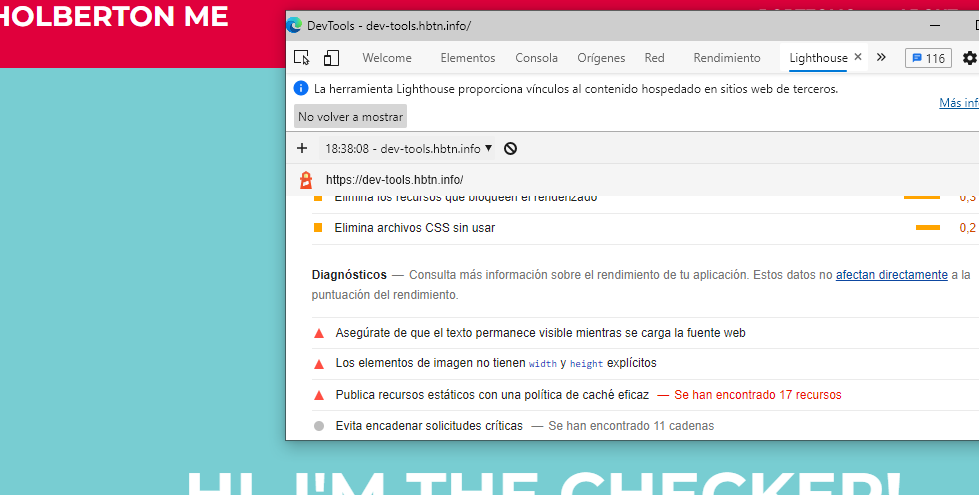 HOLBERTON ME
DevTools - dev-tools.hbtn.info/
Welcome Elementos Consola Orígenes Red Rendimiento Lighthouse 116
La herramienta Lighthouse proporciona vínculos al contenido hospedado en sitios web de terceros.
Más inf
No volver a mostrar
18:38:08 - dev-tools.hbtn.info
https://dev-tools.hbtn.info/
Elimina los recursos que bloqueen el renderizado 0,3
Elimina archivos CSS sin usar 0,2
Diagnósticos — Consulta más información sobre el rendimiento de tu aplicación. Estos datos no afectan directamente a la
puntuación del rendimiento.
Asegúrate de que el texto permanece visible mientras se carga la fuente web
Los elementos de imagen no tienen width y height explícitos
Publica recursos estáticos con una política de caché eficaz — Se han encontrado 17 recursos
Evita encadenar solicitudes críticas — Se han encontrado 11 cadenas
HI, I'M THE CHECKER!